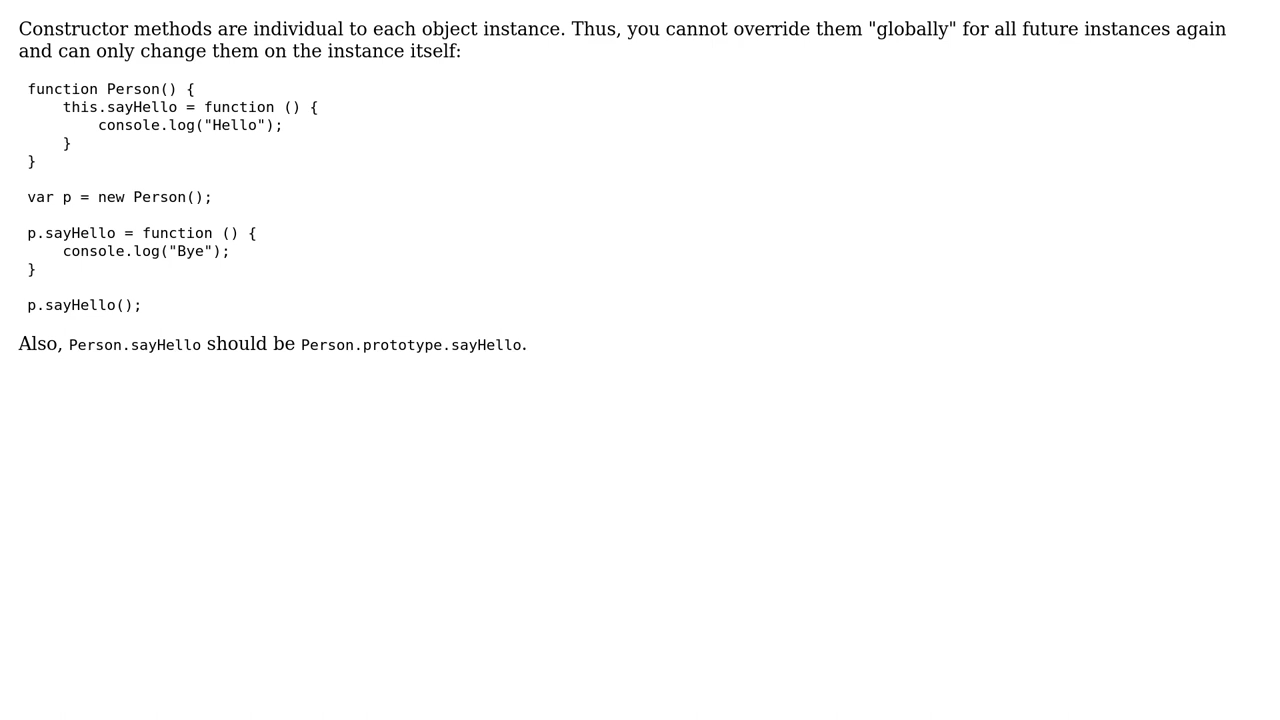 Constructor methods are individual to each object instance. Thus, you cannot override them "globally" for all future instances again
and can only change them on the instance itself:
function Person() {
    this.sayHello = function () {
        console.log("Hello");
    }
}
var p = new Person();
p.sayHello = function () {
    console.log("Bye");
}
p.sayHello();
Also, Person.sayHello should be Person.prototype.sayHello.